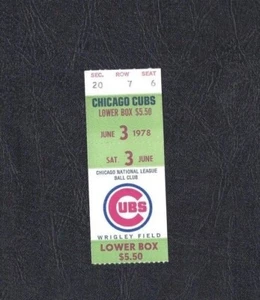 SEC. ROW SEAT
20 7 6
CHICAGO CUBS
LOWER BOX $5.50
JUNE 3 1978
SAT 3 JUNE
CHICAGO NATIONAL LEAGUE
BALL CLUB
CUBS
WRIGLEY FIELD
LOWER BOX
$5.50